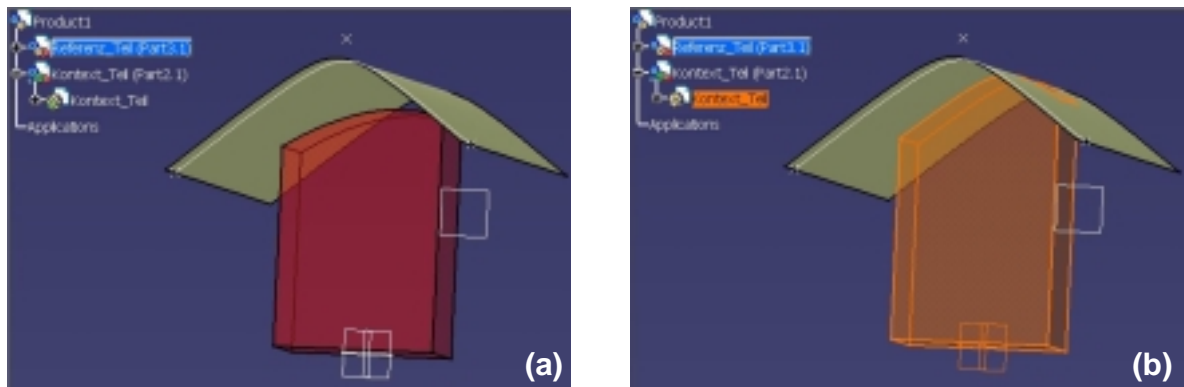 Product1
Referenz_Teil (Part3.1)
Kontext_Teil (Part2.1)
Kontext_Teil
Applications
(a)
Product1
Referenz_Teil (Part3.1)
Kontext_Teil (Part2.1)
Kontext_Teil
Applications
(b)